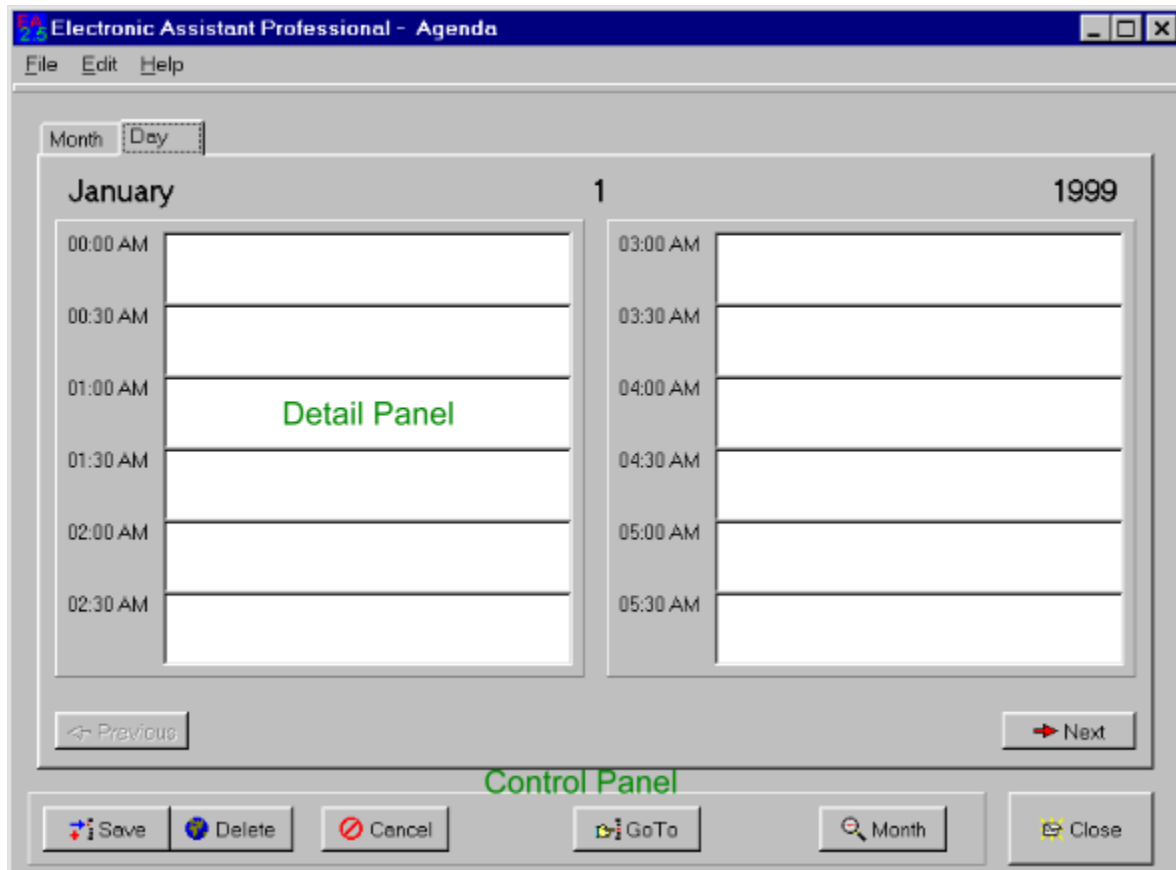 EA 2.5 Electronic Assistant Professional - Agenda
File Edit Help
Month Day
January 1 1999
00:00 AM 03:00 AM
00:30 AM 03:30 AM
01:00 AM Detail Panel 04:00 AM
01:30 AM 04:30 AM
02:00 AM 05:00 AM
02:30 AM 05:30 AM
Previous Next
Control Panel
Save Delete Cancel GoTo Month Close